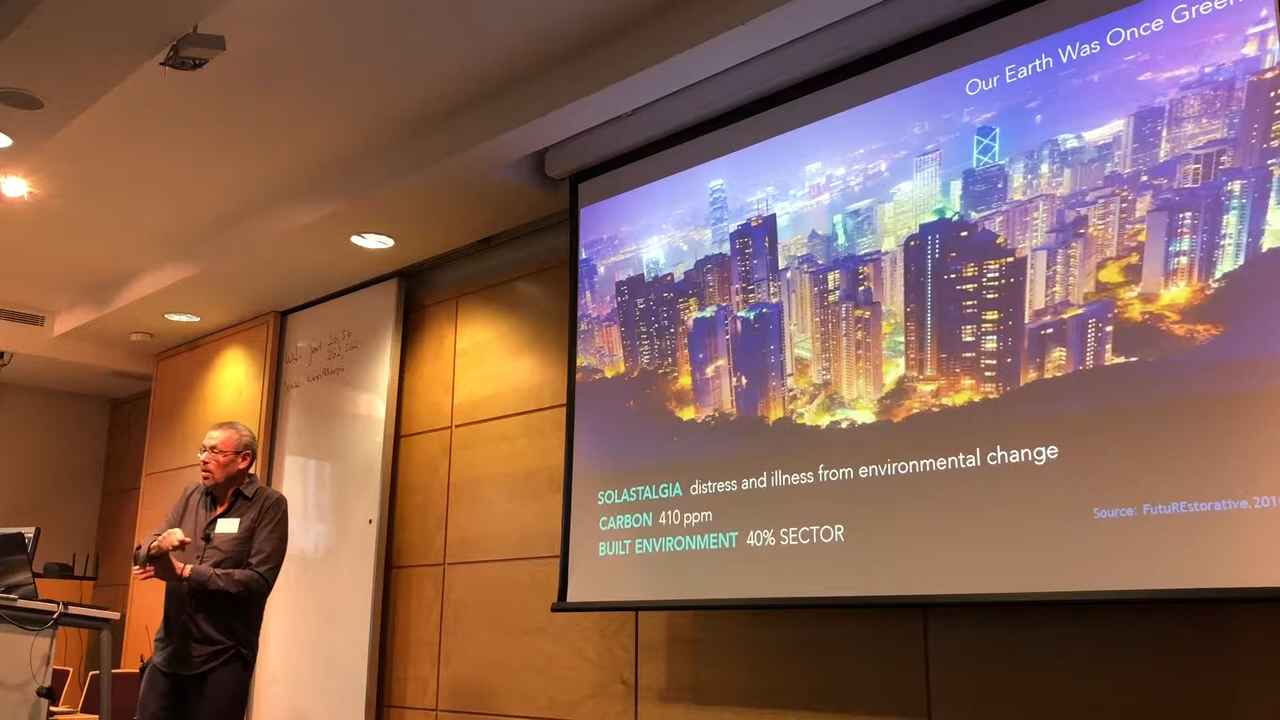 Our Earth Was Once Green
SOLASTALGIA distress and illness from environmental change
CARBON 410 ppm
BUILT ENVIRONMENT 40% SECTOR
Source: FutuREstorative.201